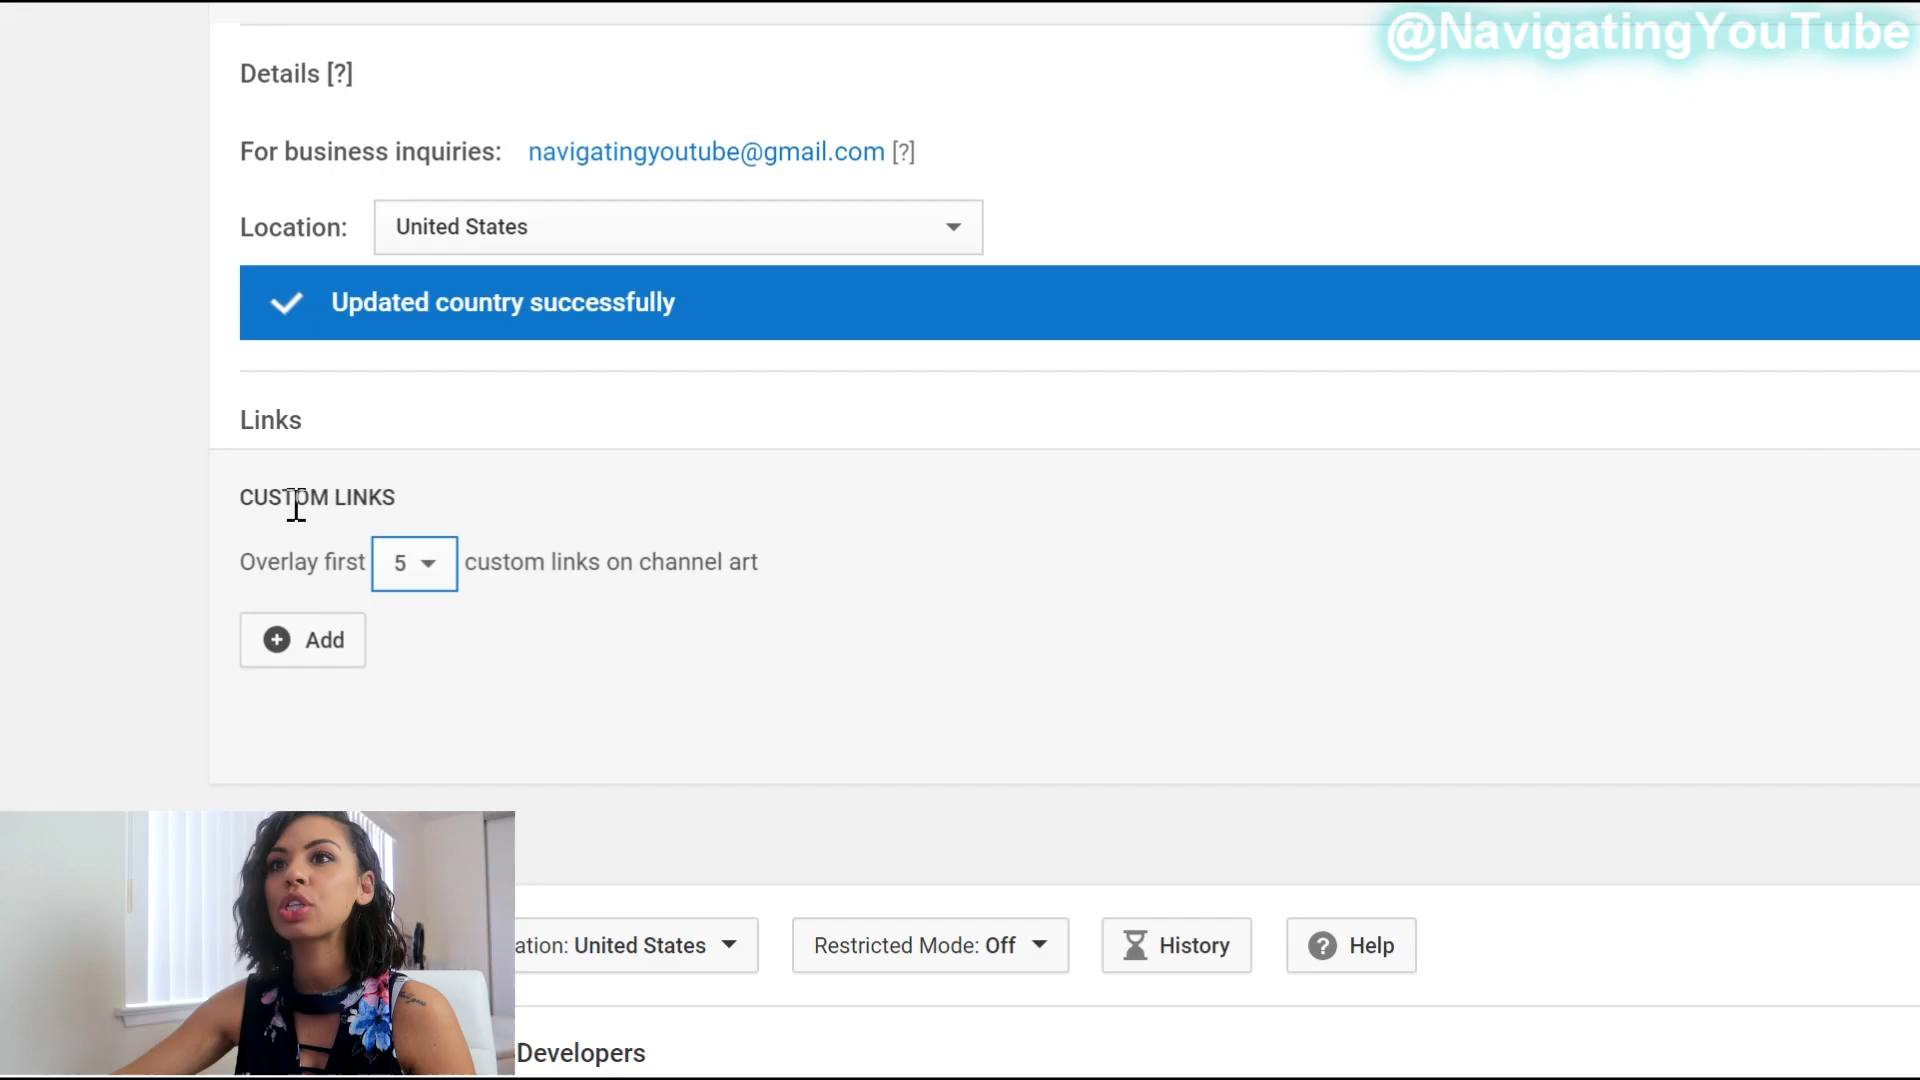 @NavigatingYouTube
Details [?]
For business inquiries: navigatingyoutube@gmail.com [?]
Location: United States
Updated country successfully
Links
CUSTOM LINKS
Overlay first 5 custom links on channel art
Add
ation: United States Restricted Mode: Off History Help
Developers